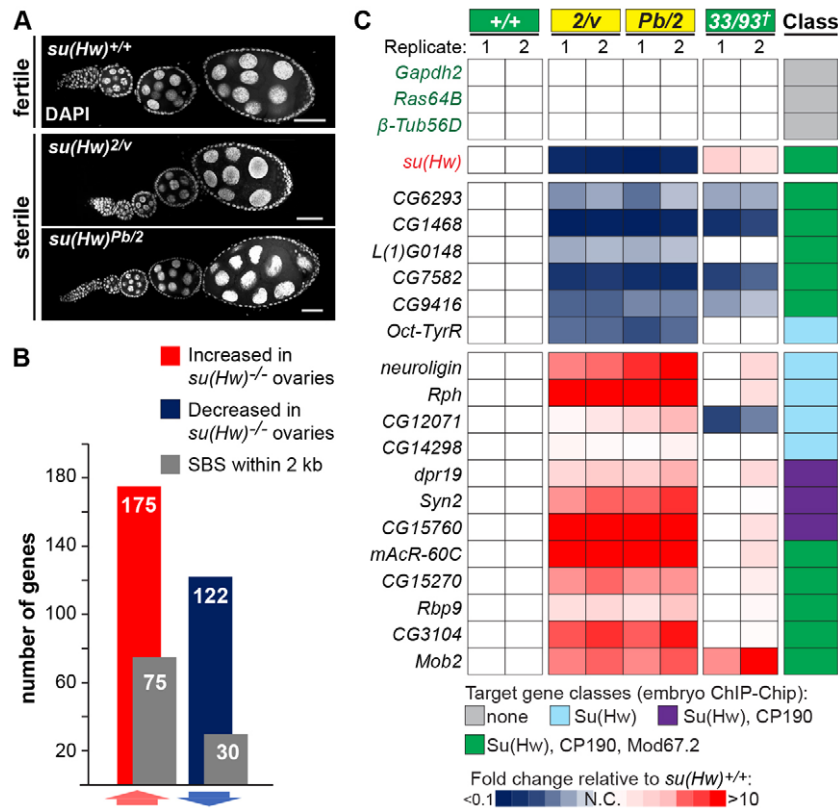 A
fertile
sterile
su(Hw)+/+
DAPI
su(Hw)2/v
su(Hw)Pb/2
B
Increased in
su(Hw)-/- ovaries
Decreased in
su(Hw)-/- ovaries
SBS within 2 kb
number of genes
180
140
100
60
20
175
75
122
30
C
+/+ 2/v Pb/2 33/93† Class
Replicate: 1 2 1 2 1 2 1 2
Gapdh2
Ras64B
β-Tub56D
su(Hw)
CG6293
CG1468
L(1)G0148
CG7582
CG9416
Oct-TyrR
neuroligin
Rph
CG12071
CG14298
dpr19
Syn2
CG15760
mAcR-60C
CG15270
Rbp9
CG3104
Mob2
Target gene classes (embryo ChIP-Chip):
none Su(Hw) Su(Hw), CP190
Su(Hw), CP190, Mod67.2
Fold change relative to su(Hw)+/+:
<0.1 N.C. >10